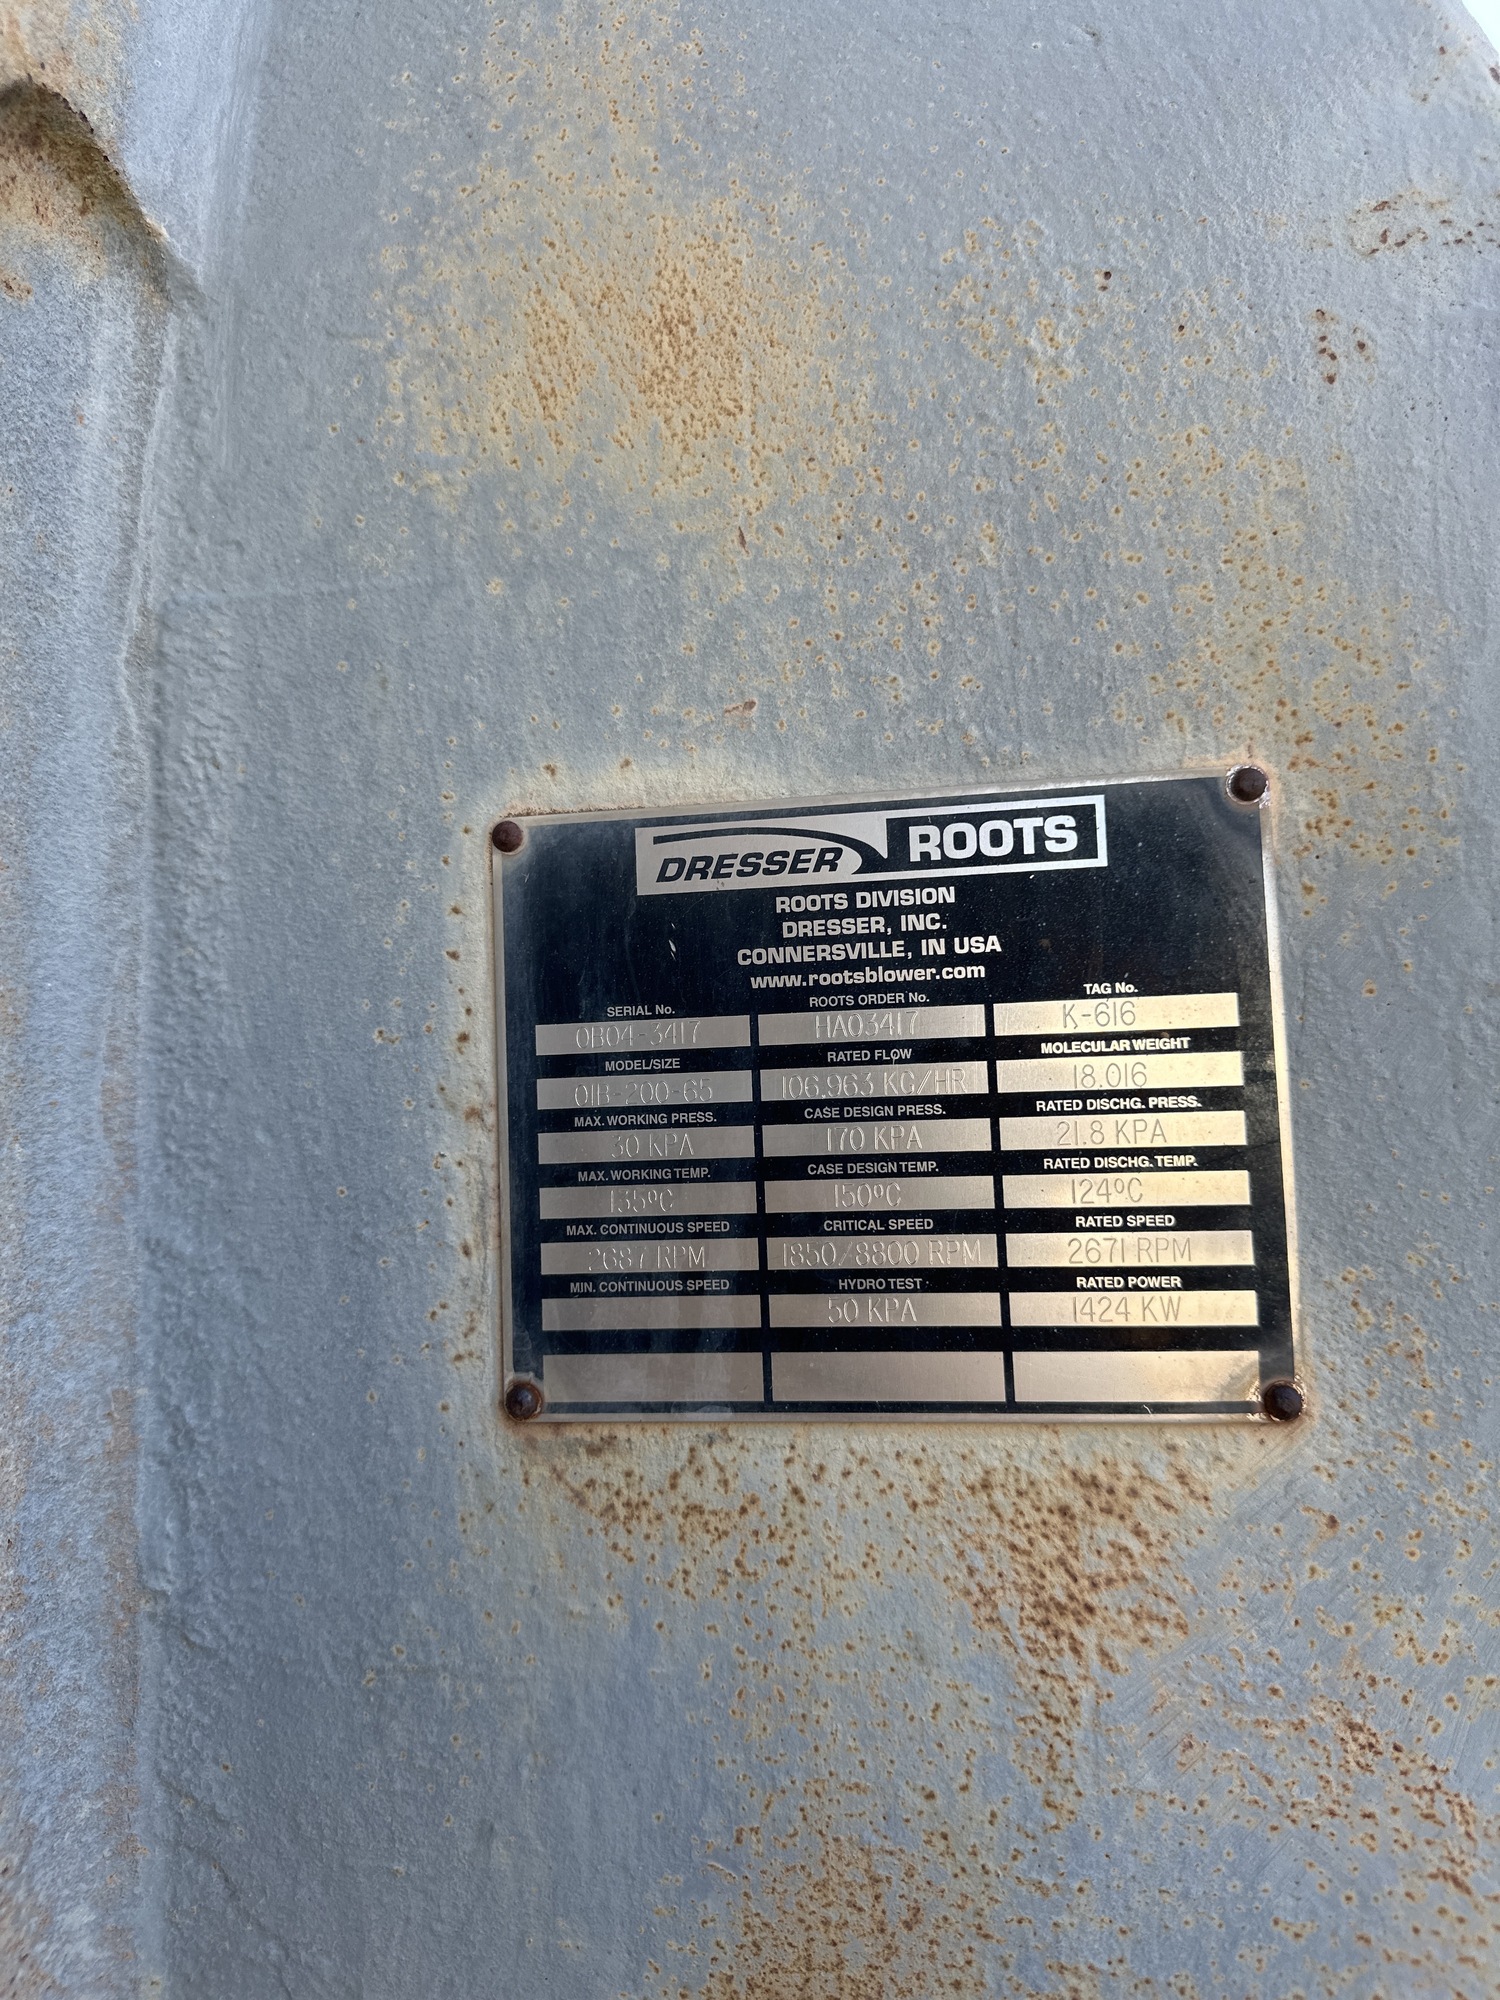 DRESSER ROOTS
ROOTS DIVISION
DRESSER, INC.
CONNERSVILLE, IN USA
www.rootsblower.com
SERIAL No. ROOTS ORDER No. TAG No.
0B04-3417 HA03417 K-616
MODEL/SIZE RATED FLOW MOLECULAR WEIGHT
OIB-200-65 106,963 KG/HR 18.016
MAX. WORKING PRESS. CASE DESIGN PRESS. RATED DISCHG. PRESS.
30 KPA 170 KPA 21.8 KPA
MAX. WORKING TEMP. CASE DESIGN TEMP. RATED DISCHG. TEMP.
135ºC 150ºC 124ºC
MAX. CONTINUOUS SPEED CRITICAL SPEED RATED SPEED
2687 RPM 1850/8800 RPM 2671 RPM
MIN. CONTINUOUS SPEED HYDRO TEST RATED POWER
50 KPA 1424 KW